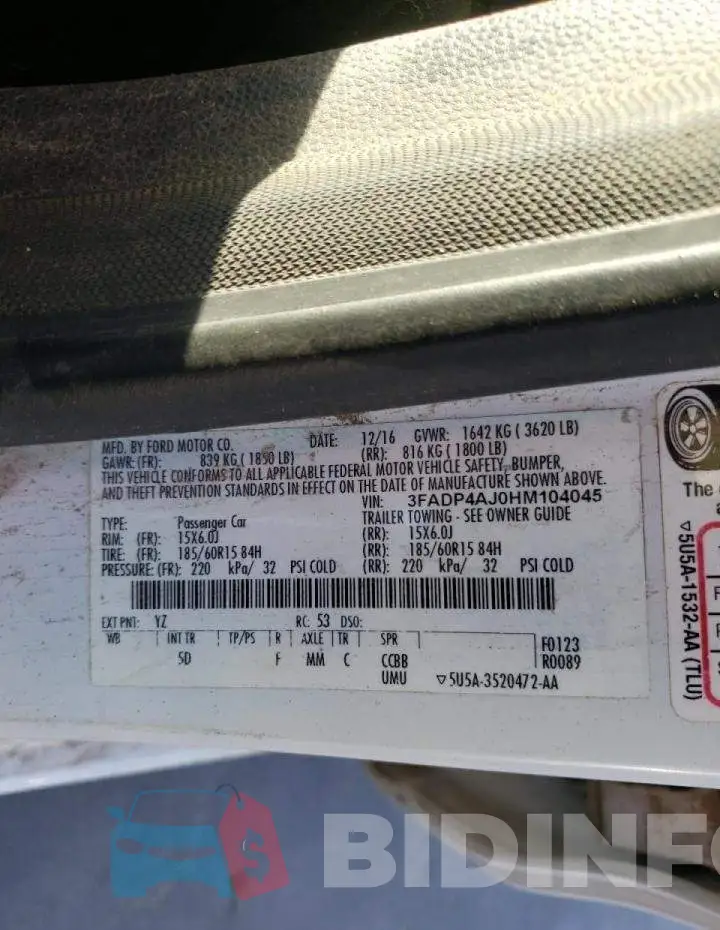 MFD. BY FORD MOTOR CO. DATE: 12/16 GVWR: 1642 KG ( 3620 LB)
GAWR: (FR): 839 KG ( 1850 LB) (RR): 816 KG ( 1800 LB)
THIS VEHICLE CONFORMS TO ALL APPLICABLE FEDERAL MOTOR VEHICLE SAFETY, BUMPER,
AND THEFT PREVENTION STANDARDS IN EFFECT ON THE DATE OF MANUFACTURE SHOWN ABOVE.
VIN: 3FADP4AJ0HM104045
TYPE: Passenger Car TRAILER TOWING - SEE OWNER GUIDE
RIM: (FR): 15X6.0J (RR): 15X6.0J
TIRE: (FR): 185/60R15 84H (RR): 185/60R15 84H
PRESSURE: (FR): 220 kPa/ 32 PSI COLD (RR): 220 kPa/ 32 PSI COLD
EXT PNT: YZ RC: 53 DSO:
WB INT TR TP/PS R AXLE TR SPR F0123
5D F MM C CCBB R0089
UMU ▽5U5A-3520472-AA
▽5U5A-1532-AA (TLU)
The
$ BIDINF